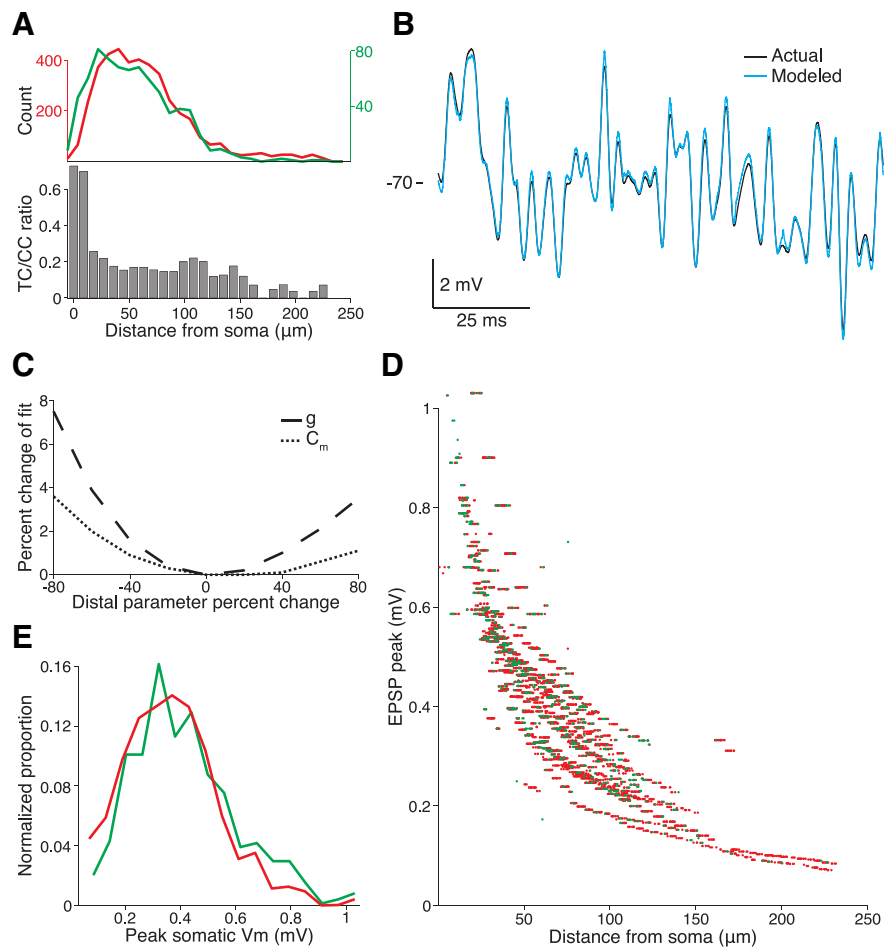 A
400
200
Count
80
40
0.6
0.4
0.2
0
TC/CC ratio
0
50
100
150
200
250
Distance from soma (µm)
B
Actual
Modeled
-70
2 mV
25 ms
C
8
6
4
2
0
Percent change of fit
g
Cm
-80
-40
0
40
80
Distal parameter percent change
D
1
0.8
0.6
0.4
0.2
0
EPSP peak (mV)
50
100
150
200
250
Distance from soma (µm)
E
0.16
0.12
0.08
0.04
0
Normalized proportion
0.2
0.4
0.6
0.8
1
Peak somatic Vm (mV)